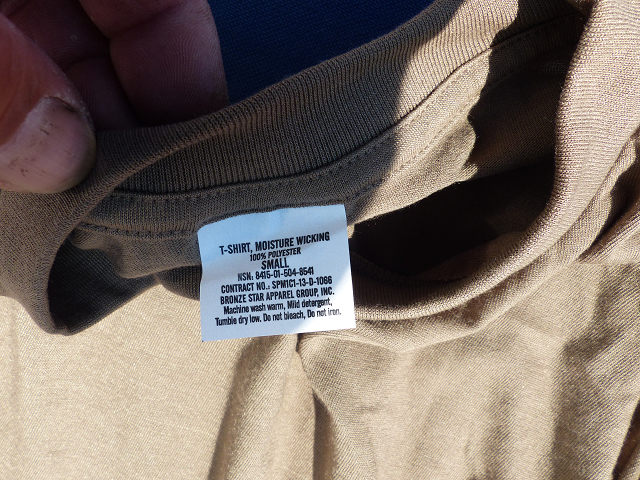 T-SHIRT, MOISTURE WICKING
100% POLYESTER
SMALL
NSN: 8415-01-504-8541
CONTRACT NO.: SPM1C1-13-D-1066
BRONZE STAR APPAREL GROUP, INC.
Machine wash warm, Mild detergent,
Tumble dry low. Do not bleach, Do not iron.